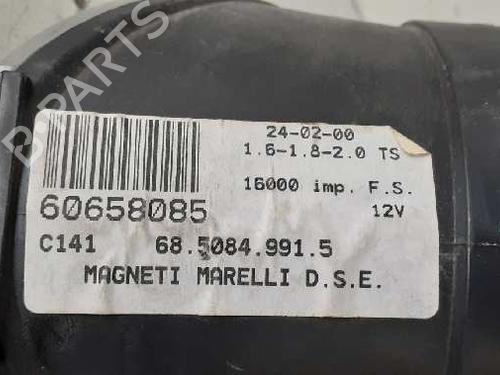 24-02-00
1.6-1.8-2.0 TS
16000 imp. F.S.
60658085
12V
C141 68.5084.991.5
MAGNETI MARELLI D.S.E.
B-PARTS